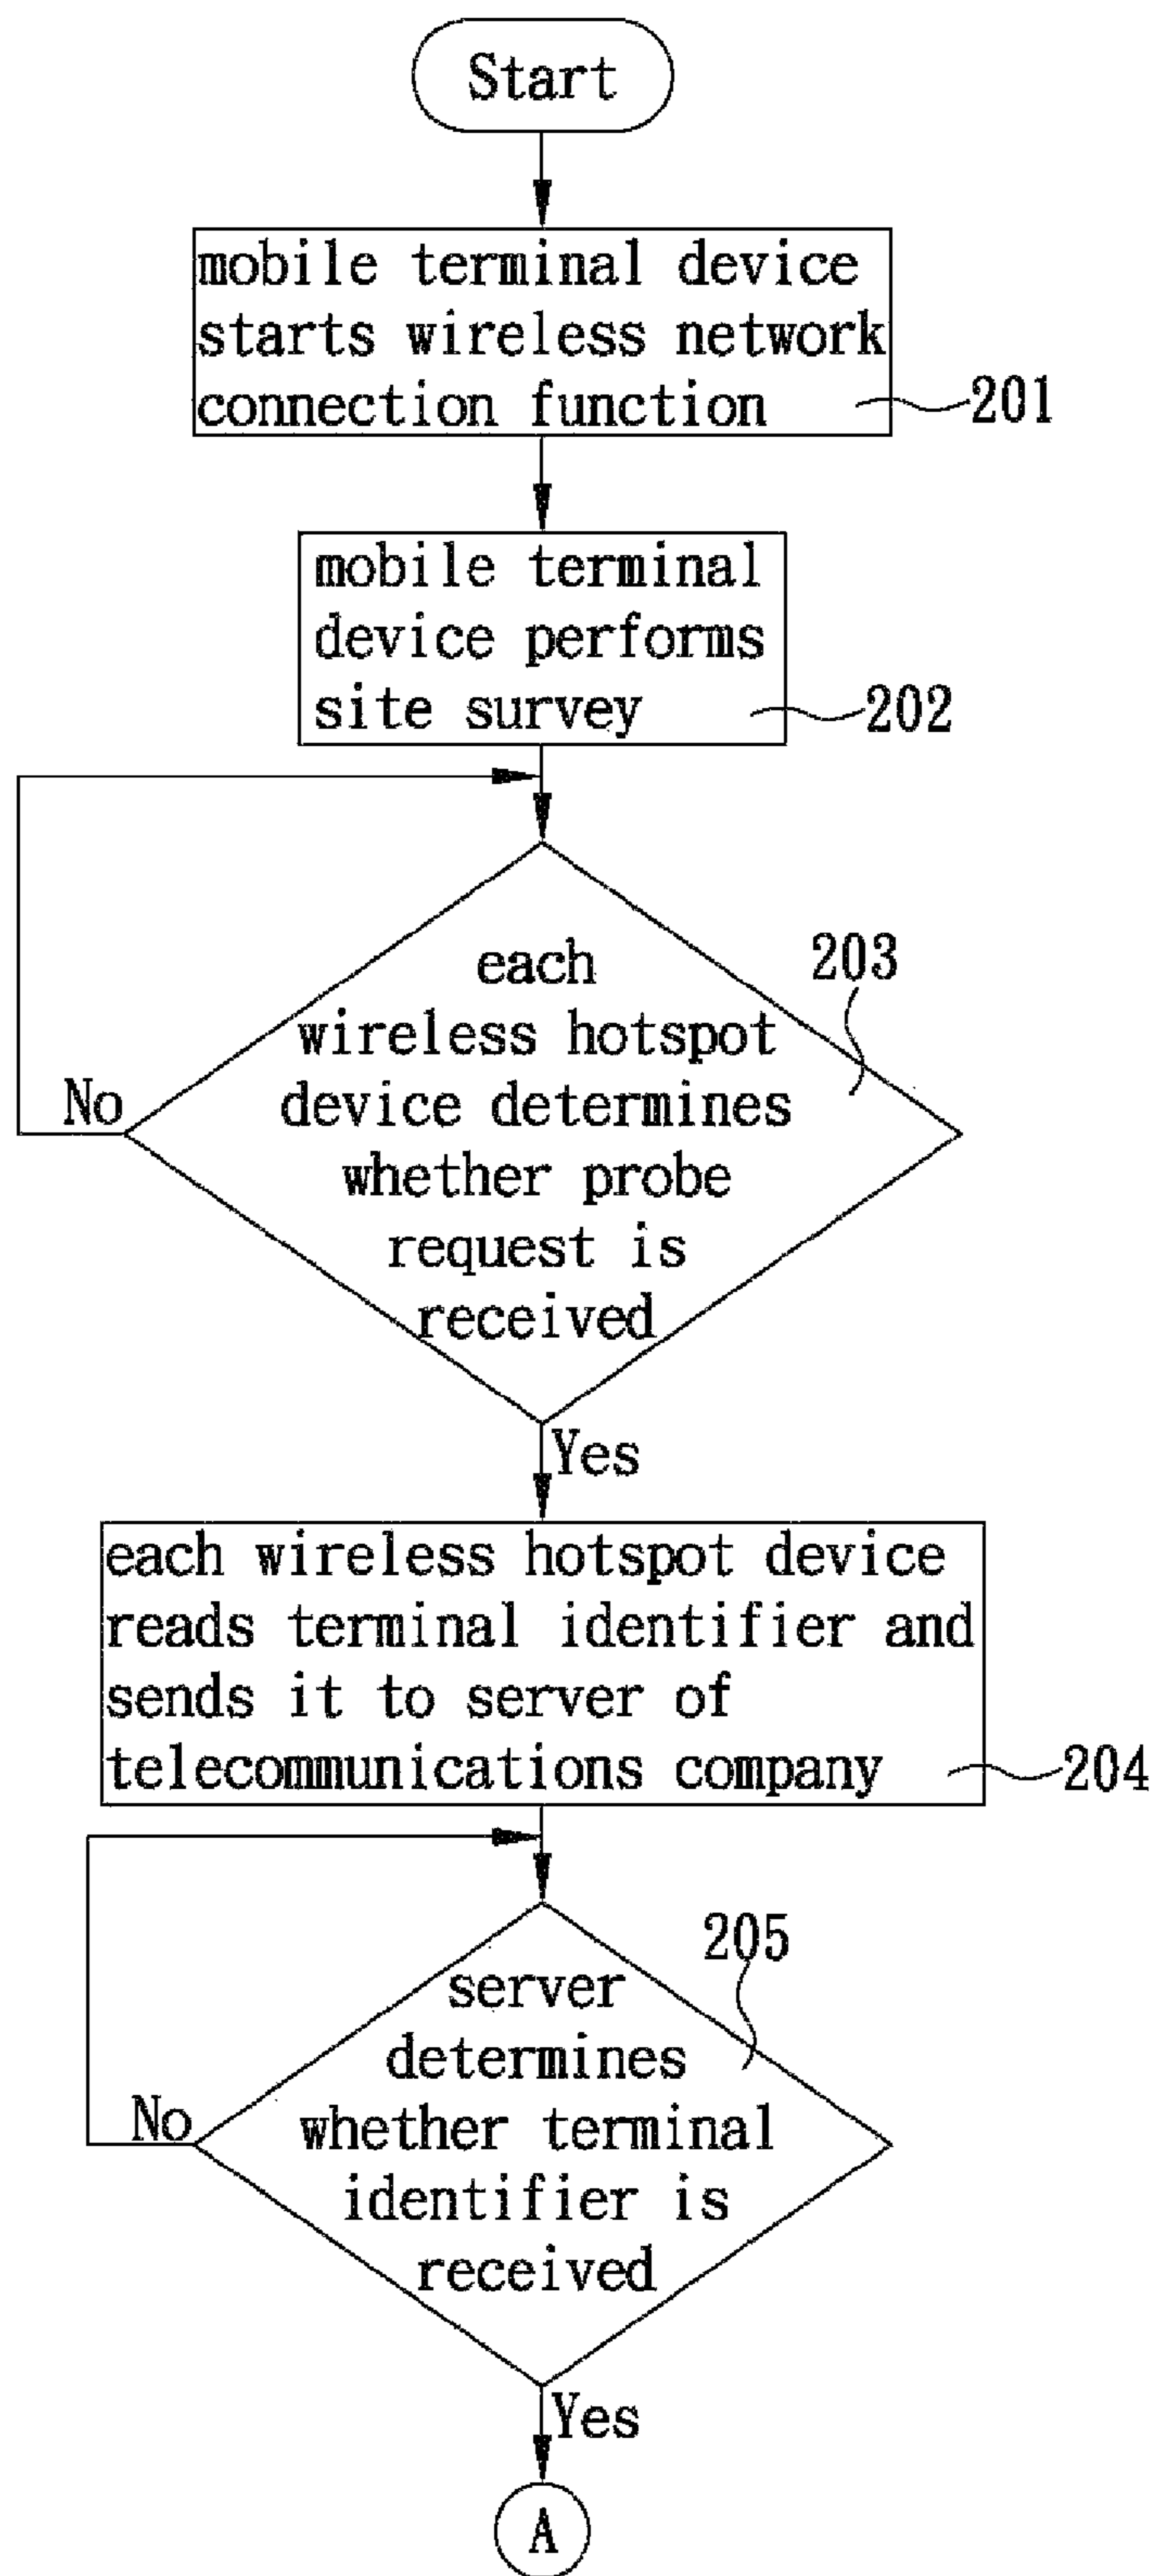 Start
mobile terminal device
starts wireless network
connection function
201
mobile terminal
device performs
site survey
202
each
wireless hotspot
device determines
whether probe
request is
received
203
No
Yes
each wireless hotspot device
reads terminal identifier and
sends it to server of
telecommunications company
204
server
determines
whether terminal
identifier is
received
205
No
Yes
A